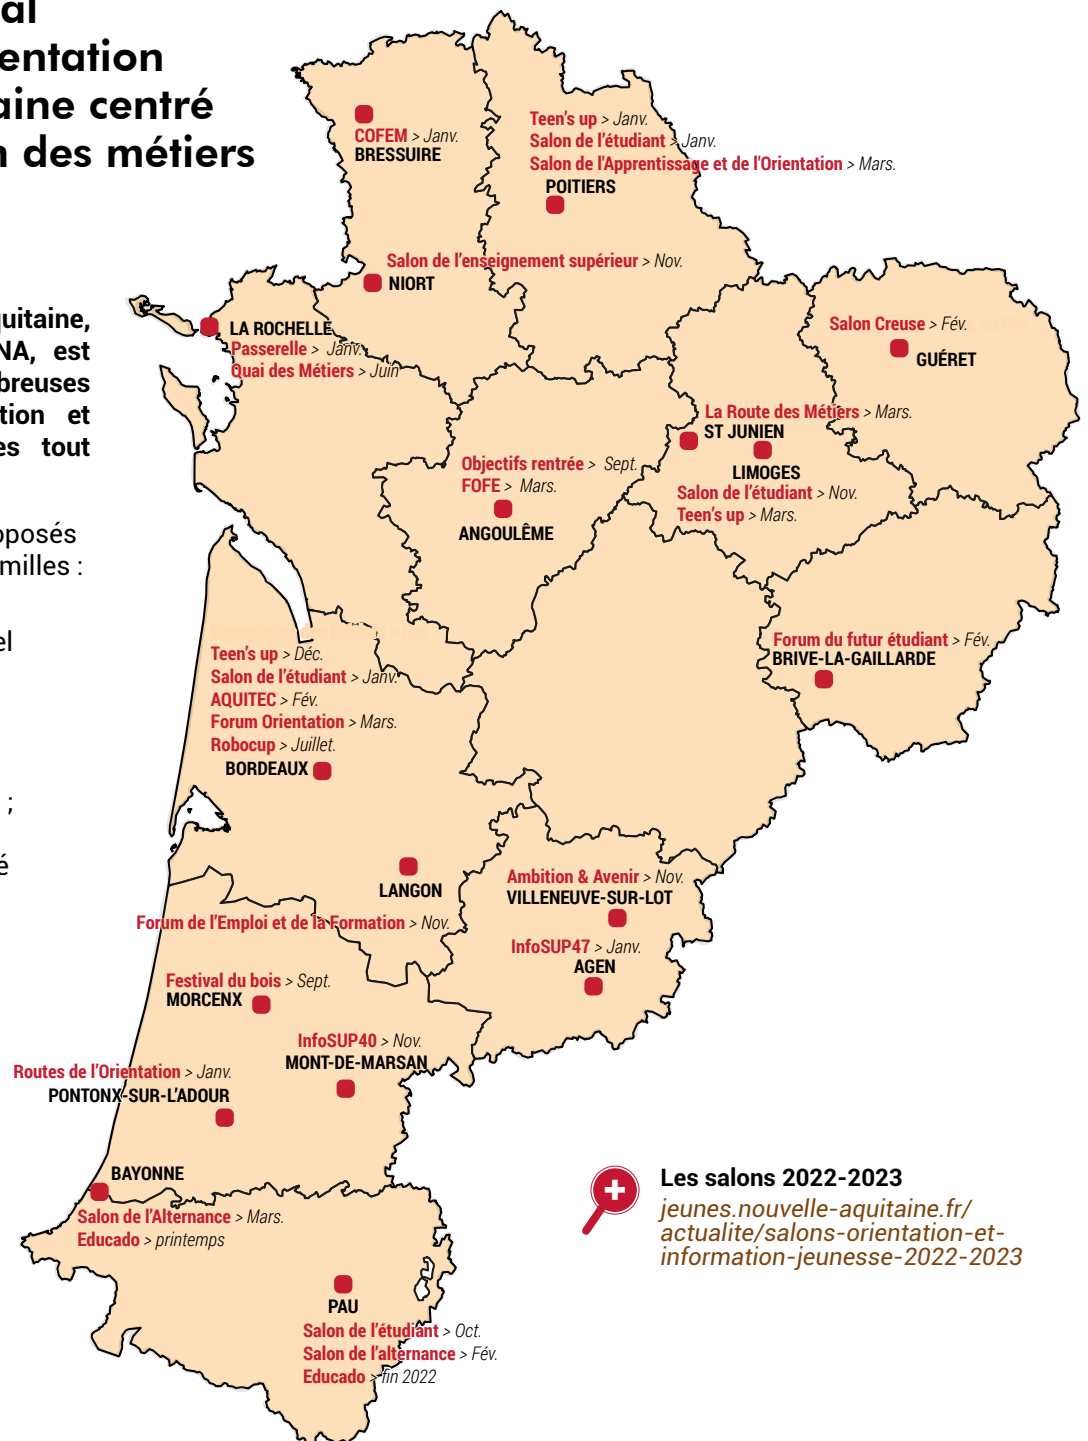 al
entation
aine centré
n des métiers
quitaine,
NA, est
breuses
tion et
es tout
posés
milles :
el
;
é
COFEM > Janv.
BRESSUIRE
Teen's up > Janv.
Salon de l'étudiant > Janv.
Salon de l'Apprentissage et de l'Orientation > Mars.
POITIERS
Salon de l'enseignement supérieur > Nov.
NIORT
LA ROCHELLE
Passerelle > Janv.
Quai des Métiers > Juin
Salon Creuse > Fév.
GUÉRET
La Route des Métiers > Mars.
ST JUNIEN
LIMOGES
Salon de l'étudiant > Nov.
Teen's up > Mars.
Objectifs rentrée > Sept.
FOFE > Mars.
ANGOULÊME
Forum du futur étudiant > Fév.
BRIVE-LA-GAILLARDE
Teen's up > Déc.
Salon de l'étudiant > Janv.
AQUITEC > Fév.
Forum Orientation > Mars.
Robocup > Juillet.
BORDEAUX
LANGON
Forum de l'Emploi et de la Formation > Nov.
Ambition & Avenir > Nov.
VILLENEUVE-SUR-LOT
InfoSUP47 > Janv.
AGEN
Festival du bois > Sept.
MORCENX
InfoSUP40 > Nov.
MONT-DE-MARSAN
Routes de l'Orientation > Janv.
PONTONX-SUR-L'ADOUR
BAYONNE
Salon de l'Alternance > Mars.
Educado > printemps
PAU
Salon de l'étudiant > Oct.
Salon de l'alternance > Fév.
Educado > fin 2022
Les salons 2022-2023
jeunes.nouvelle-aquitaine.fr/
actualite/salons-orientation-et-
information-jeunesse-2022-2023